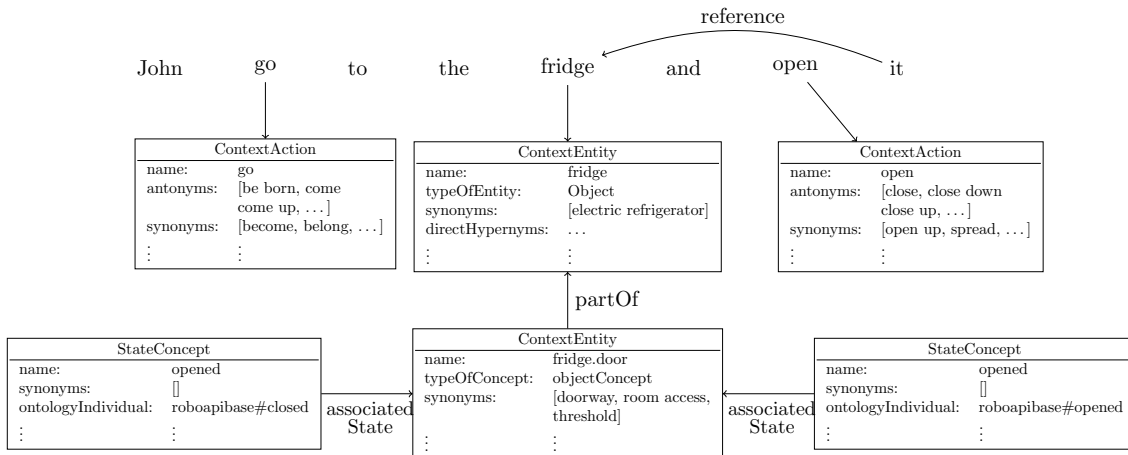 reference
John go to the fridge and open it
ContextAction
name: go
antonyms: [be born, come
come up, ...]
synonyms: [become, belong, ...]
⋮ ⋮
ContextEntity
name: fridge
typeOfEntity: Object
synonyms: [electric refrigerator]
directHypernyms: ...
⋮ ⋮
ContextAction
name: open
antonyms: [close, close down
close up, ...]
synonyms: [open up, spread, ...]
⋮ ⋮
partOf
StateConcept
name: opened
synonyms: []
ontologyIndividual: roboapibase#closed
⋮ ⋮
associated
State
ContextEntity
name: fridge.door
typeOfConcept: objectConcept
synonyms: [doorway, room access,
threshold]
⋮ ⋮
associated
State
StateConcept
name: opened
synonyms: []
ontologyIndividual: roboapibase#opened
⋮ ⋮